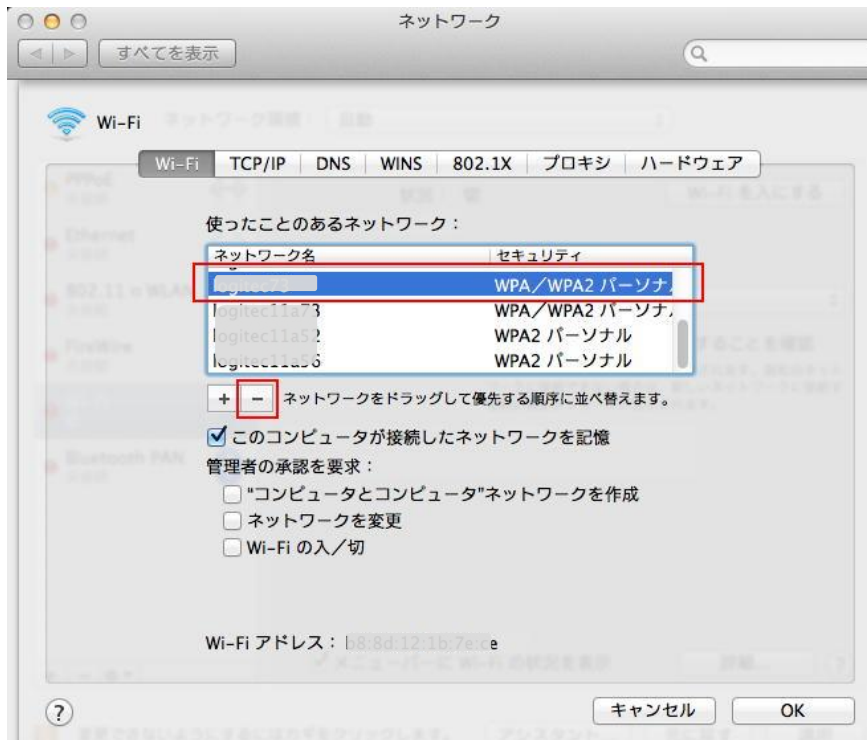 ネットワーク
すべてを表示
Wi-Fi
Wi-Fi TCP/IP DNS WINS 802.1X プロキシ ハードウェア
使ったことのあるネットワーク：
ネットワーク名 セキュリティ
WPA／WPA2 パーソナ
logitec11a73 WPA／WPA2 パーソナ
logitec11a52 WPA2 パーソナル
logitec11a56 WPA2 パーソナル
+ − ネットワークをドラッグして優先する順序に並べ替えます。
このコンピュータが接続したネットワークを記憶
管理者の承認を要求：
"コンピュータとコンピュータ"ネットワークを作成
ネットワークを変更
Wi-Fi の入／切
Wi-Fi アドレス：
? キャンセル OK